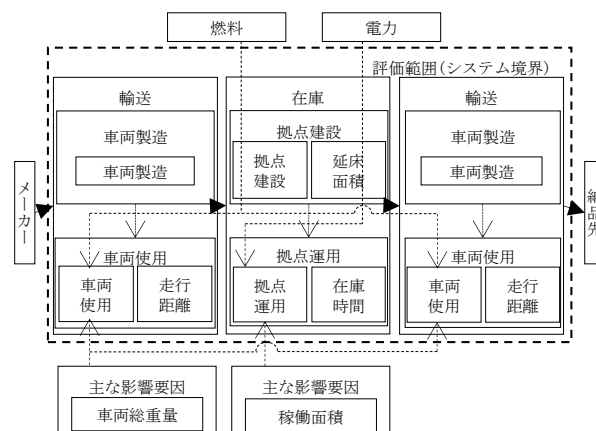 燃料
電力
評価範囲(システム境界)
輸送
車両製造
車両製造
在庫
拠点建設
拠点
建設
延床
面積
輸送
車両製造
車両製造
メーカー
納品先
車両使用
車両
使用
走行
距離
拠点運用
拠点
運用
在庫
時間
車両使用
車両
使用
走行
距離
主な影響要因
車両総重量
主な影響要因
稼働面積